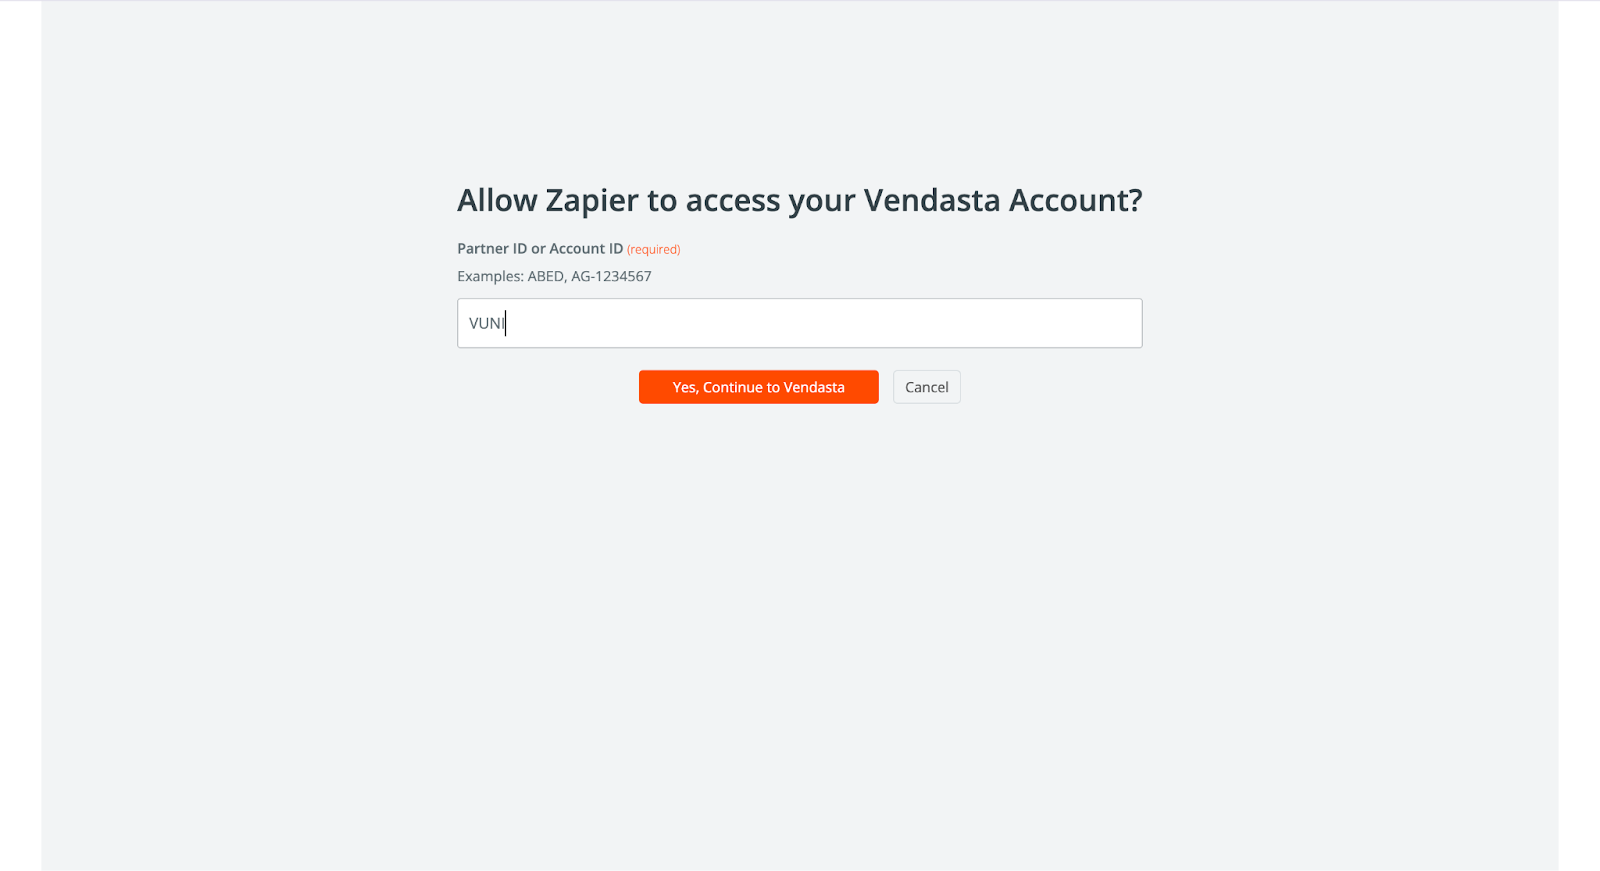 Allow Zapier to access your Vendasta Account?
Partner ID or Account ID (required)
Examples: ABED, AG-1234567
VUNI
Yes, Continue to Vendasta
Cancel